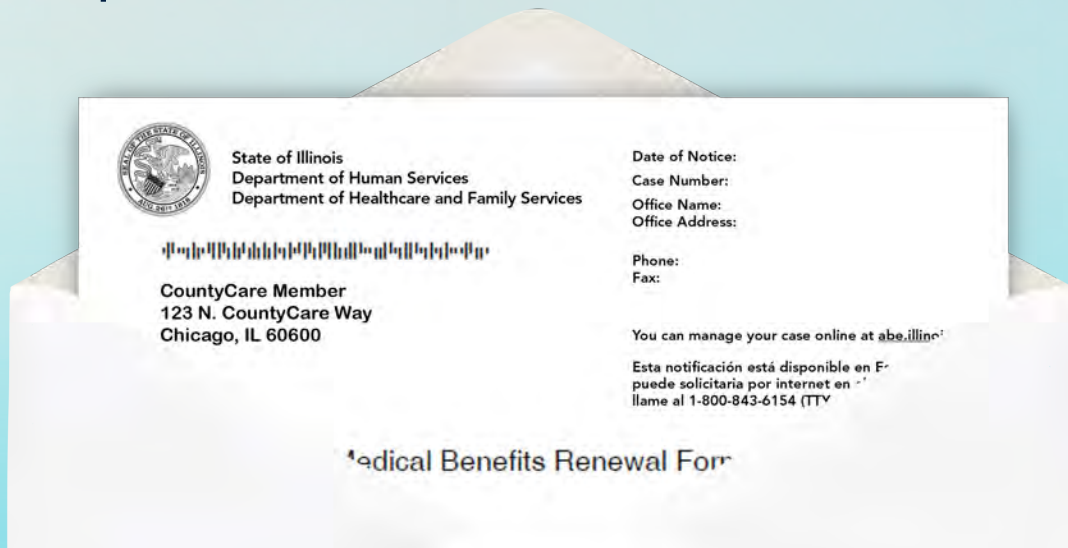 State of Illinois
Department of Human Services
Department of Healthcare and Family Services
CountyCare Member
123 N. CountyCare Way
Chicago, IL 60600
Date of Notice:
Case Number:
Office Name:
Office Address:
Phone:
Fax:
You can manage your case online at
Esta notificación está disponible en
puede solicitaria por internet en
llame al 1-800-843-6154
Benefits Renewal